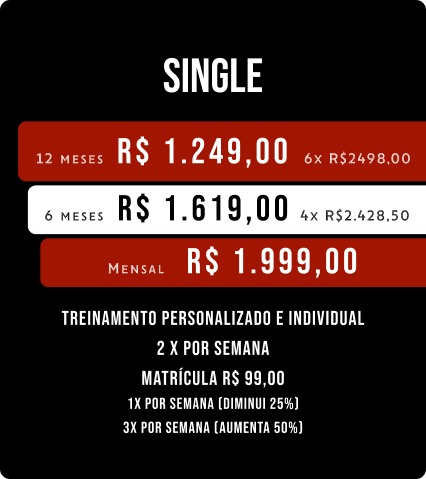 SINGLE
12 MESES R$ 1.249,00 6X R$2498,00
6 MESES R$ 1.619,00 4X R$2.428,50
MENSAL R$ 1.999,00
TREINAMENTO PERSONALIZADO E INDIVIDUAL
2 X POR SEMANA
MATRÍCULA R$ 99,00
1X POR SEMANA (DIMINUI 25%)
3X POR SEMANA (AUMENTA 50%)